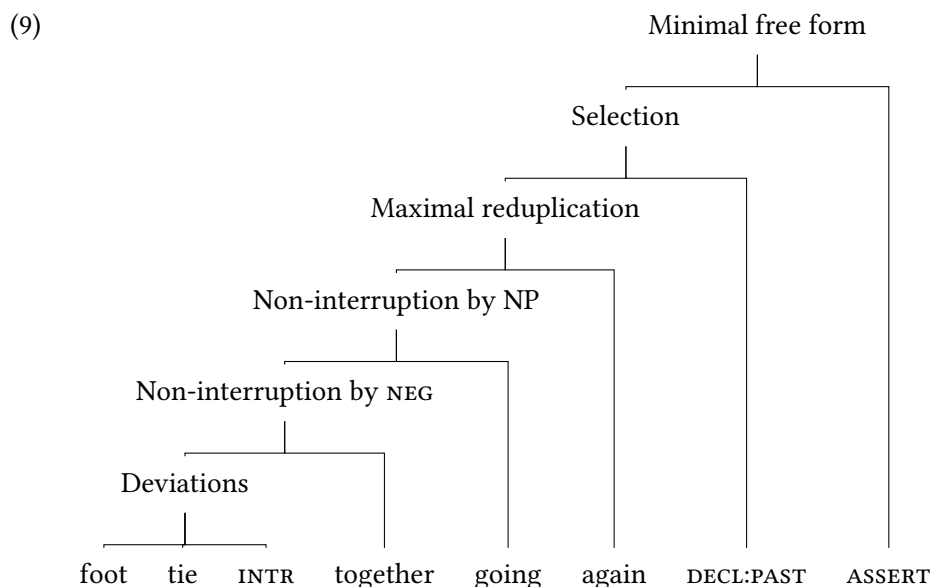 (9) Minimal free form
Selection
Maximal reduplication
Non-interruption by NP
Non-interruption by NEG
Deviations
foot tie INTR together going again DECL:PAST ASSERT